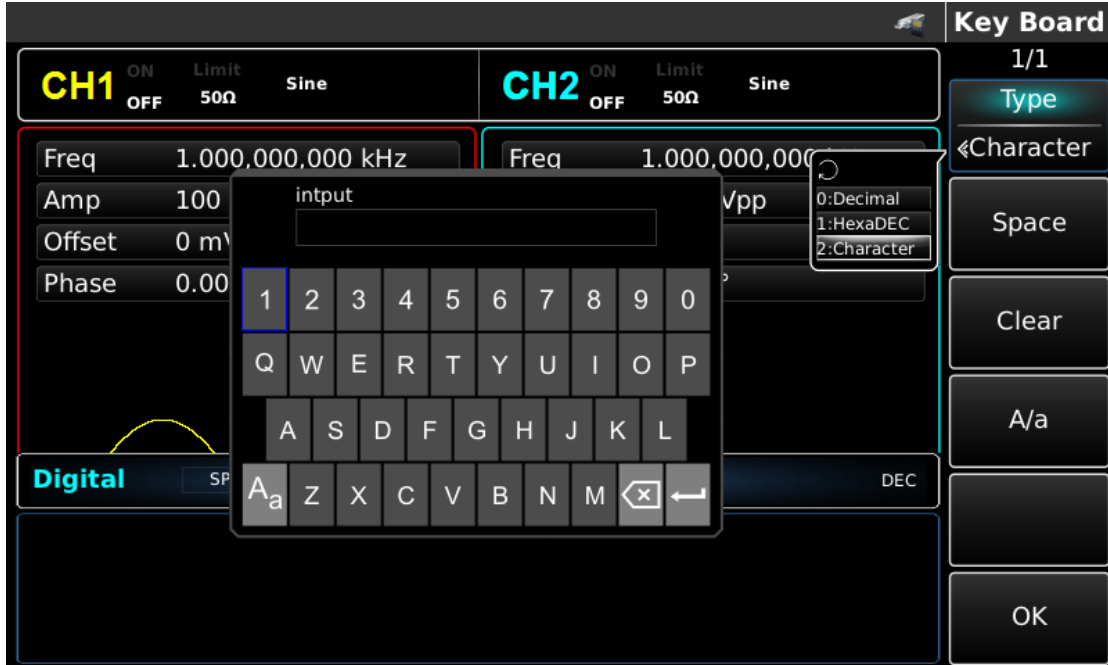 Key Board
1/1
CH1 ON OFF Limit 50Ω Sine
CH2 ON OFF Limit 50Ω Sine
Type
«Character
Freq 1.000,000,000 kHz
Freq 1.000,000,000
Amp 100
Vpp
Offset 0 mV
Phase 0.00
°
0:Decimal
1:HexaDEC
2:Character
intput
1 2 3 4 5 6 7 8 9 0
Q W E R T Y U I O P
A S D F G H J K L
Aa Z X C V B N M
Space
Clear
A/a
Digital SP DEC
OK